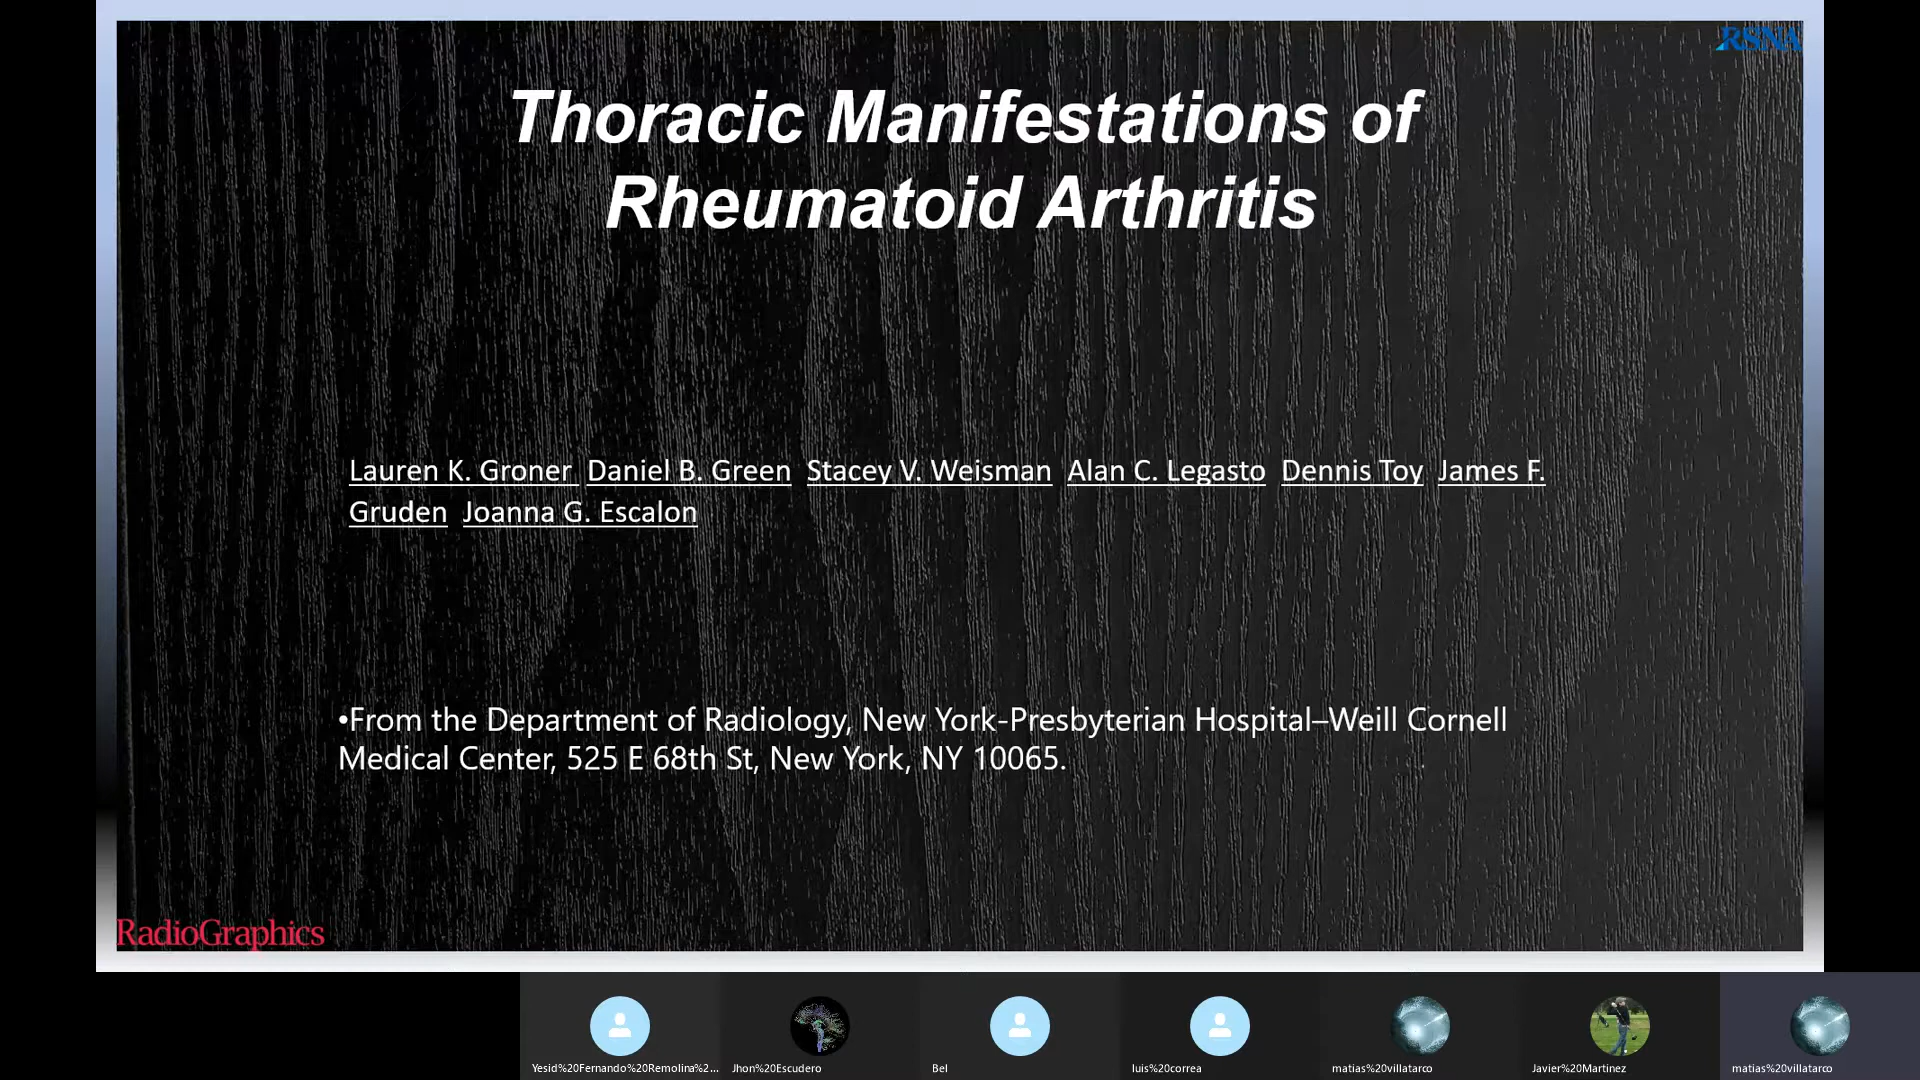 RSNA
Thoracic Manifestations of
Rheumatoid Arthritis
Lauren K. Groner Daniel B. Green Stacey V. Weisman Alan C. Legasto Dennis Toy James F.
Gruden Joanna G. Escalon
•From the Department of Radiology, New York-Presbyterian Hospital–Weill Cornell
Medical Center, 525 E 68th St, New York, NY 10065.
RadioGraphics
Yesid%20Fernando%20Remolina%2... Jhon%20Escudero Bel luis%20correa matias%20villatarco Javier%20Martinez matias%20villatarco